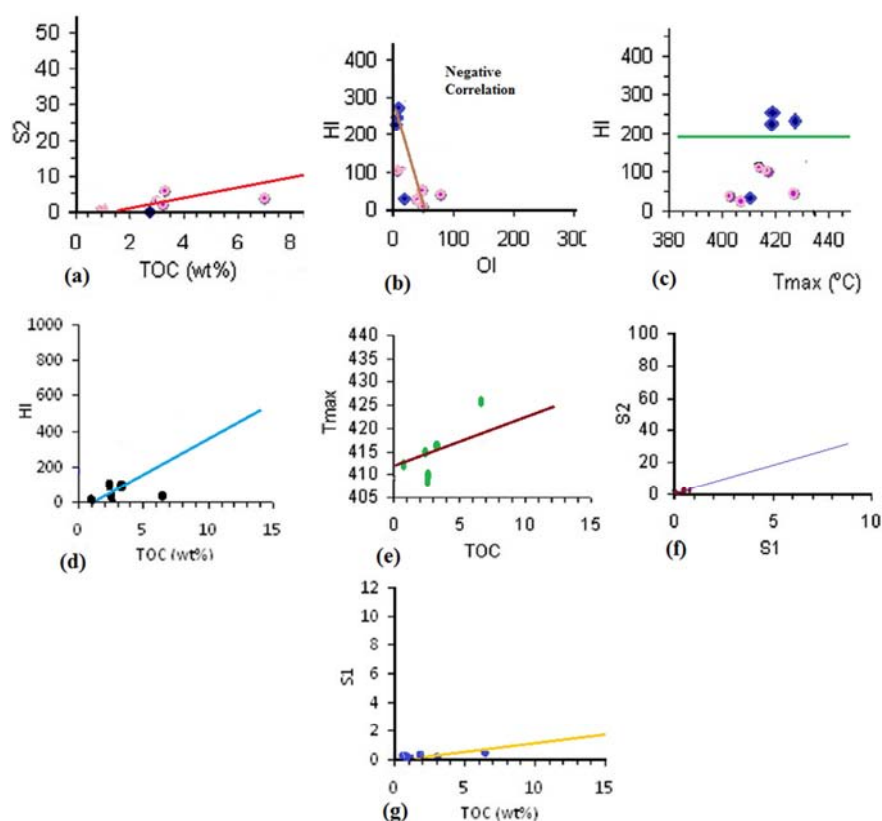 50
40
30
20
10
0
S2
0 2 4 6 8
TOC (wt%)
(a)
400
300
200
100
0
HI
Negative
Correlation
0 100 200 300
OI
(b)
400
300
200
100
0
HI
380 400 420 440
Tmax (°C)
(c)
1000
800
600
400
200
0
HI
0 5 10 15
TOC (wt%)
(d)
440
435
430
425
420
415
410
405
Tmax
0 5 10 15
TOC
(e)
100
80
60
40
20
0
S2
0 5 10
S1
(f)
12
10
8
6
4
2
0
S1
0 5 10 15
TOC (wt%)
(g)